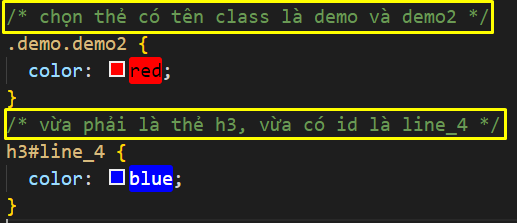 /* chọn thẻ có tên class là demo và demo2 */
.demo.demo2 {
color: red;
}
/* vừa phải là thẻ h3, vừa có id là line_4 */
h3#line_4 {
color: blue;
}